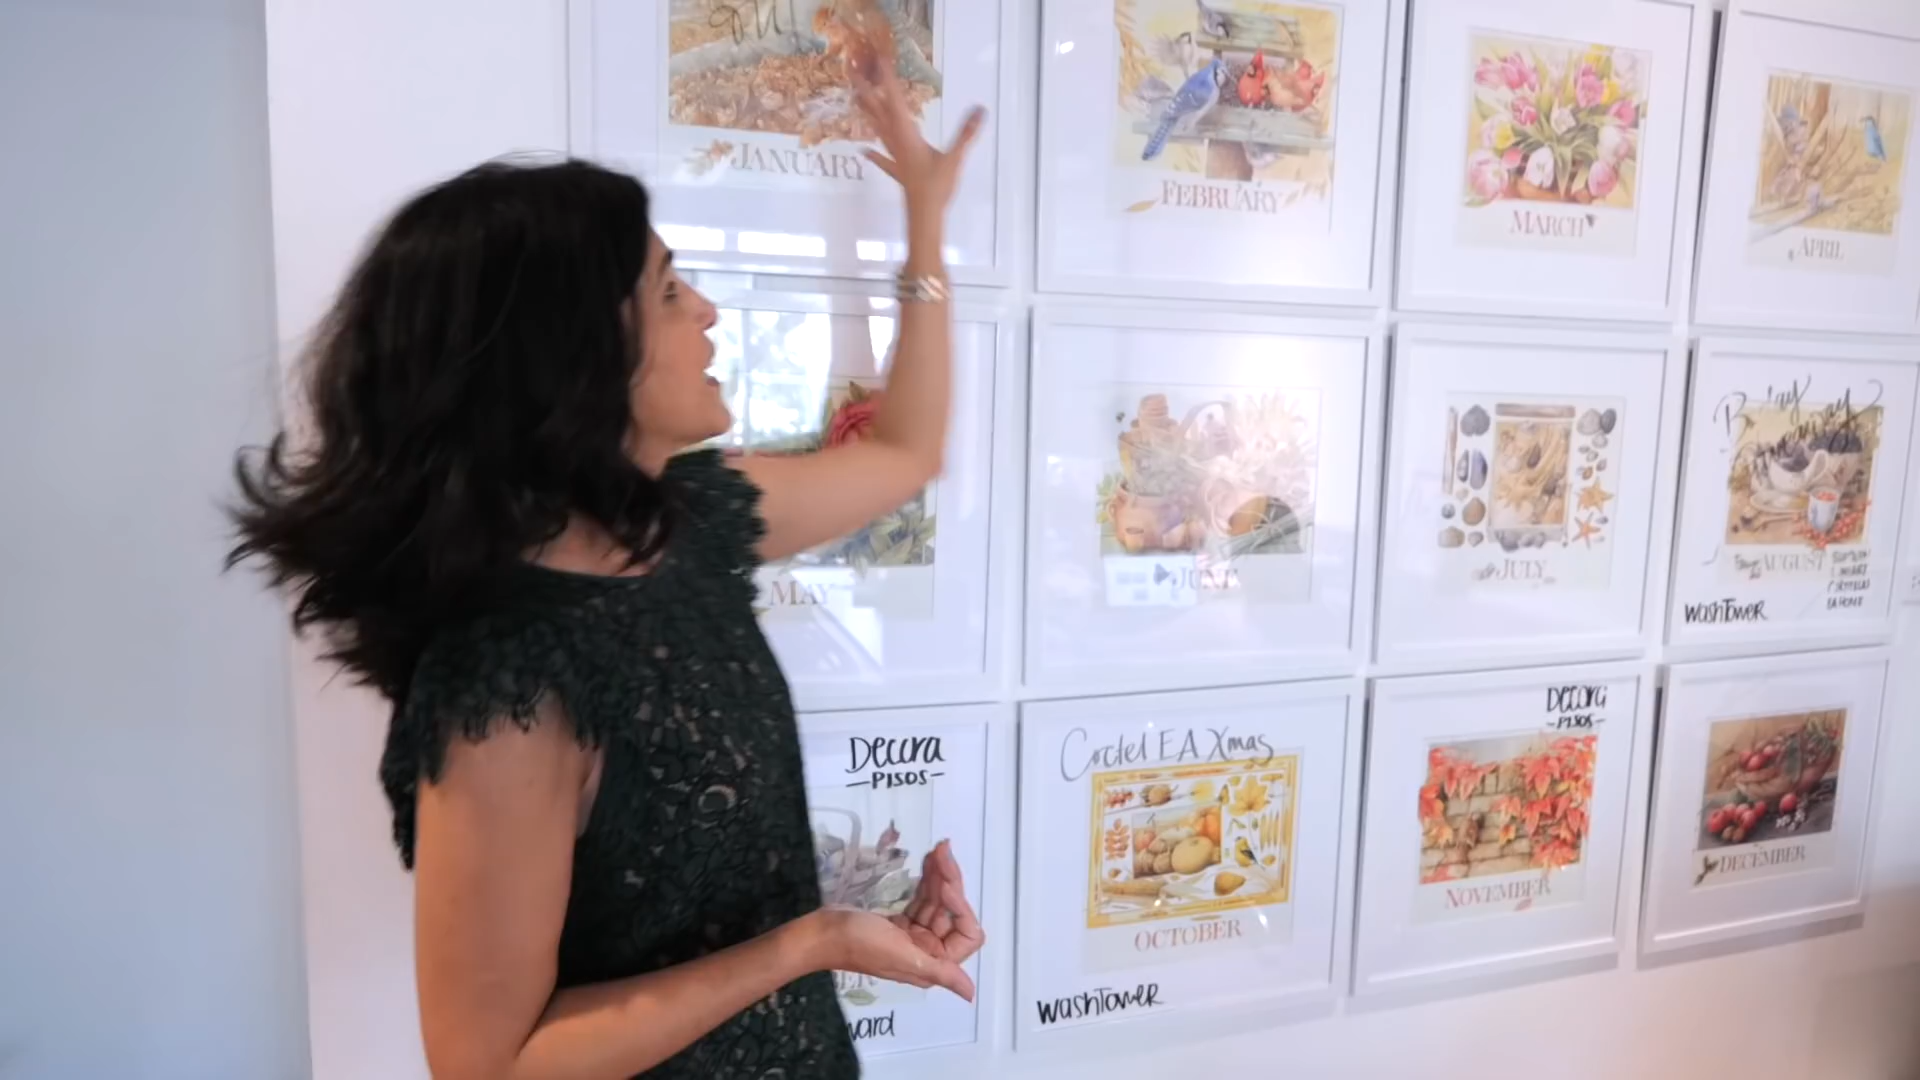 JANUARY
FEBRUARY
MARCH
APRIL
MAY
JUNE
JULY
AUGUST
WashTower
Decora
-PISOS-
Coctel EA Xmas
OCTOBER
WashTower
Decora
-PISOS-
NOVEMBER
DECEMBER